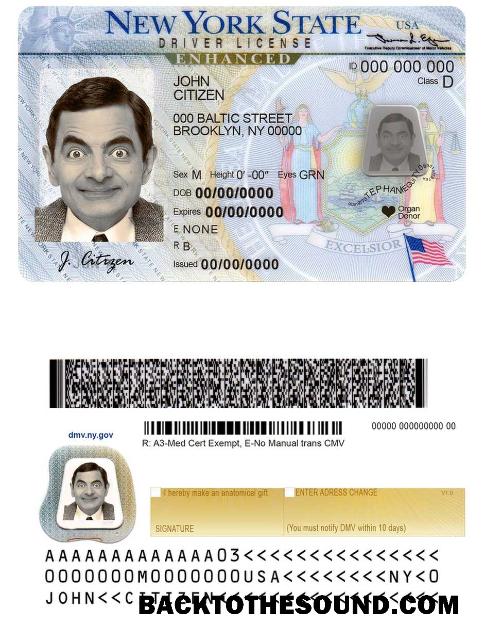 NEW YORK STATE
USA
DRIVER LICENSE
Executive Deputy Commissioner of Motor Vehicles
ENHANCED
ID 000 000 000
Class D
JOHN
CITIZEN
000 BALTIC STREET
BROOKLYN, NY 00000
Sex M Height 0' -00" Eyes GRN
DOB 00/00/0000
Expires 00/00/0000
E NONE
R B
Issued 00/00/0000
Organ
Donor
EXCELSIOR
J. Citizen
dmv.ny.gov
00000 000000000 00
R: A3-Med Cert Exempt, E-No Manual trans CMV
I hereby make an anatomical gift
ENTER ADRESS CHANGE
V1.0
SIGNATURE
(You must notify DMV within 10 days)
AAAAAAAAAAAAA03<<<<<<<<<<<<<<<
0000000M0000000USA<<<<<<<<NY<0
JOHN<<CITIZEN<<<<<<<<<<<<<<<<<
BACKTOTHESOUND.COM